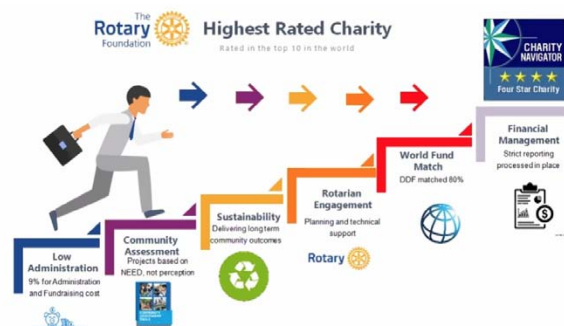 The
Rotary
Foundation
Highest Rated Charity
Rated in the top 10 in the world
CHARITY
NAVIGATOR
Four Star Charity
Low
Administration
9% for Administration
and Fundraising cost
Community
Assessment
Projects based on
NEED, not perception
Sustainability
Delivering long term
community outcomes
Rotarian
Engagement
Planning and technical
support
Rotary
World Fund
Match
DDF matched 80%
Financial
Management
Strict reporting
processed in place